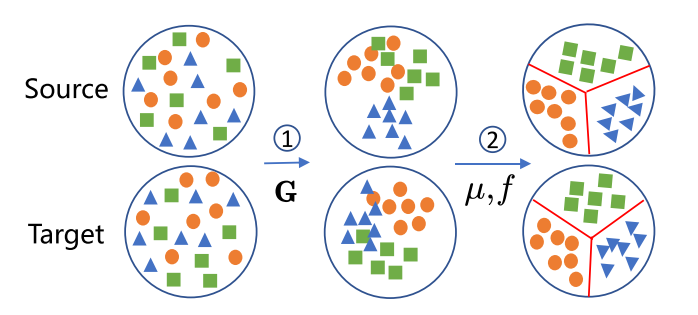 Source
① ②
G μ, f
Target